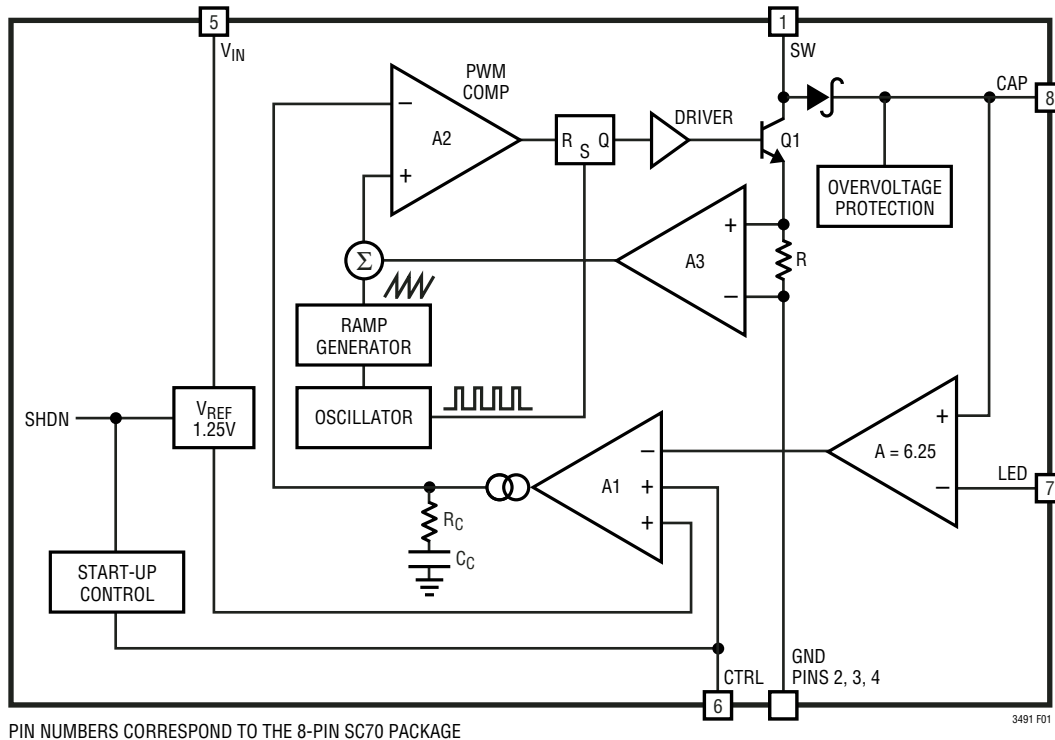 5
VIN
1
SW
PWM
COMP
CAP
8
DRIVER
−
A2
+
R
S
Q
Q1
OVERVOLTAGE
PROTECTION
Σ
A3
+
−
R
RAMP
GENERATOR
OSCILLATOR
SHDN
VREF
1.25V
+
A = 6.25
−
LED
7
−
A1
+
+
RC
CC
START-UP
CONTROL
CTRL
6
GND
PINS 2, 3, 4
3491 F01
PIN NUMBERS CORRESPOND TO THE 8-PIN SC70 PACKAGE